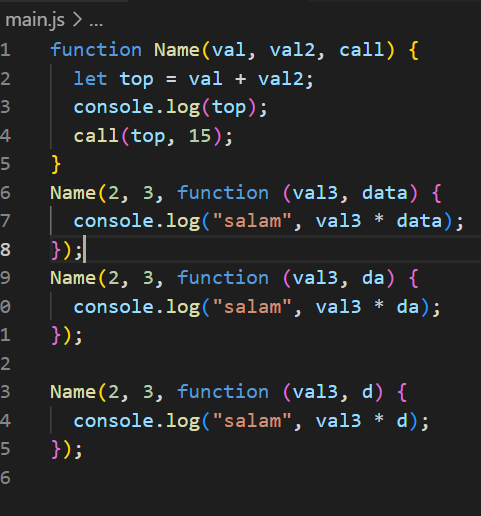 main.js > ...
1 function Name(val, val2, call) {
2   let top = val + val2;
3   console.log(top);
4   call(top, 15);
5 }
6 Name(2, 3, function (val3, data) {
7   console.log("salam", val3 * data);
8 });
9 Name(2, 3, function (val3, da) {
0   console.log("salam", val3 * da);
1 });
2
3 Name(2, 3, function (val3, d) {
4   console.log("salam", val3 * d);
5 });
6